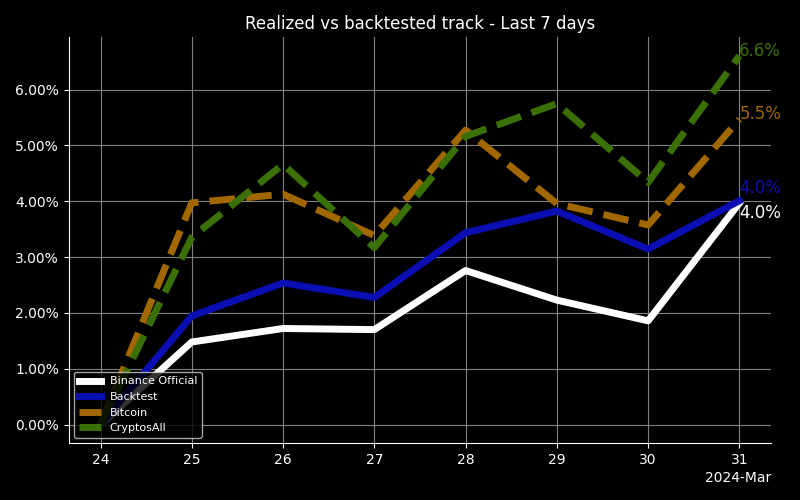 Realized vs backtested track - Last 7 days
6.6%
6.00%
5.5%
5.00%
4.00%
4.0%
4.0%
3.00%
2.00%
1.00%
0.00%
Binance Official
Backtest
Bitcoin
CryptosAll
24 25 26 27 28 29 30 31
2024-Mar